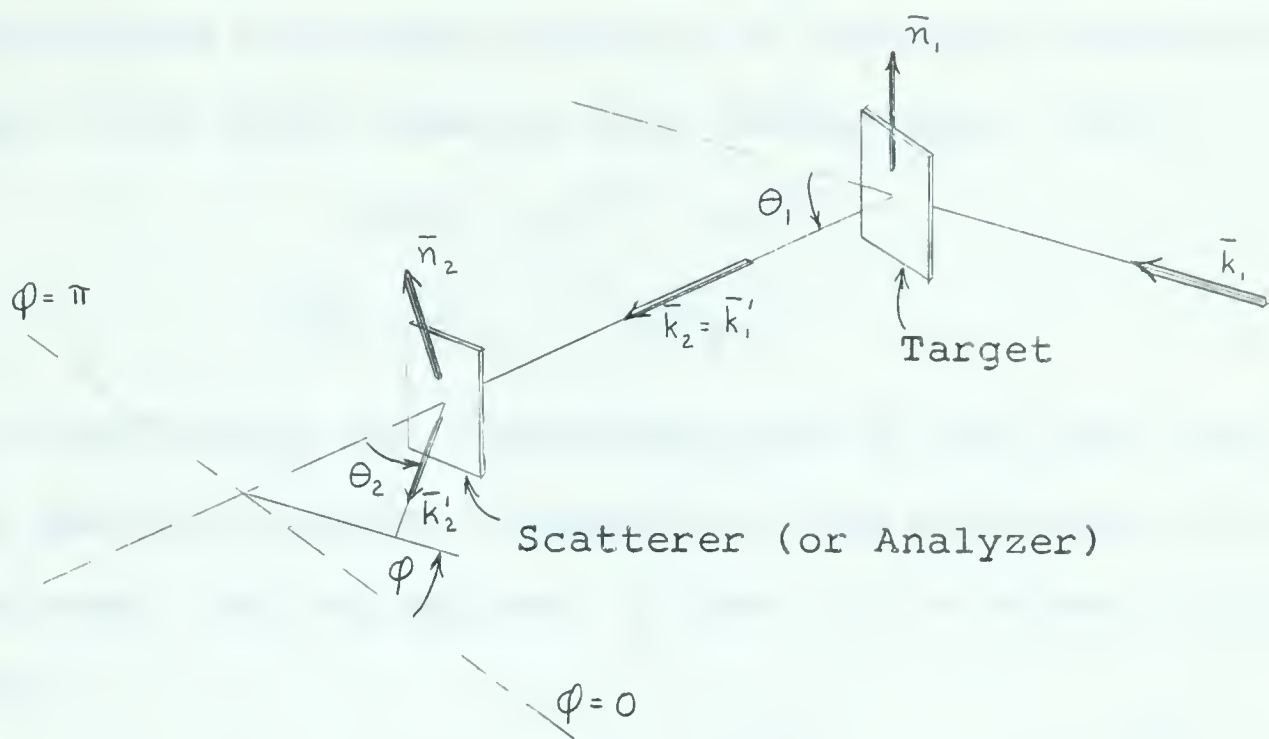 n̄₁
θ₁
k̄₁
n̄₂
φ = π
k̄₂ = k̄₁'
Target
θ₂
k̄₂'
Scatterer (or Analyzer)
φ
φ = 0